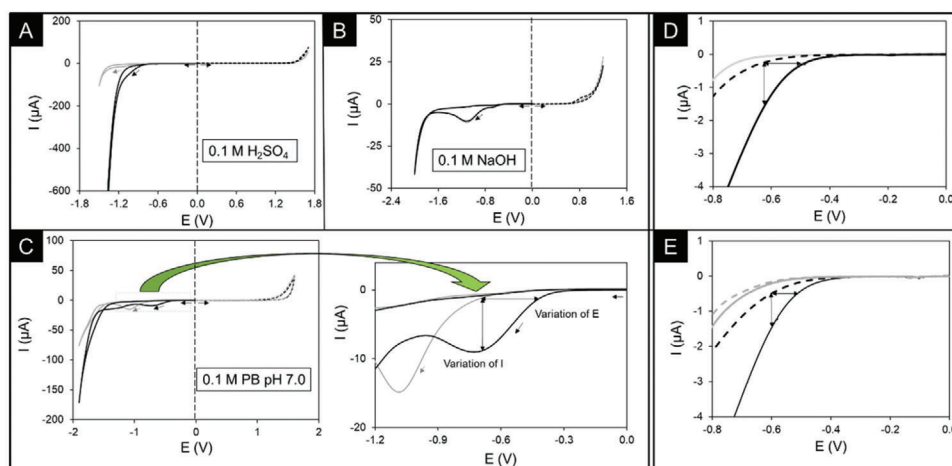 A
200
0
-200
-400
-600
I (µA)
-1.8
-1.2
-0.6
0.0
0.6
1.2
1.8
E (V)
0.1 M H₂SO₄
B
50
25
0
-25
-50
I (µA)
-2.4
-1.2
0.0
1.2
E (V)
0.1 M NaOH
D
1
0
-1
-2
-3
-4
I (µA)
-0.8
-0.6
-0.4
-0.2
0.0
E (V)
C
100
50
0
-50
-100
-150
-200
I (µA)
-2
-1
0
1
2
E (V)
0.1 M PB pH 7.0
0
-10
-20
I (µA)
-1.2
-0.9
-0.6
-0.3
0.0
E (V)
Variation of E
Variation of I
E
1
0
-1
-2
-3
-4
I (µA)
-0.8
-0.6
-0.4
-0.2
0.0
E (V)